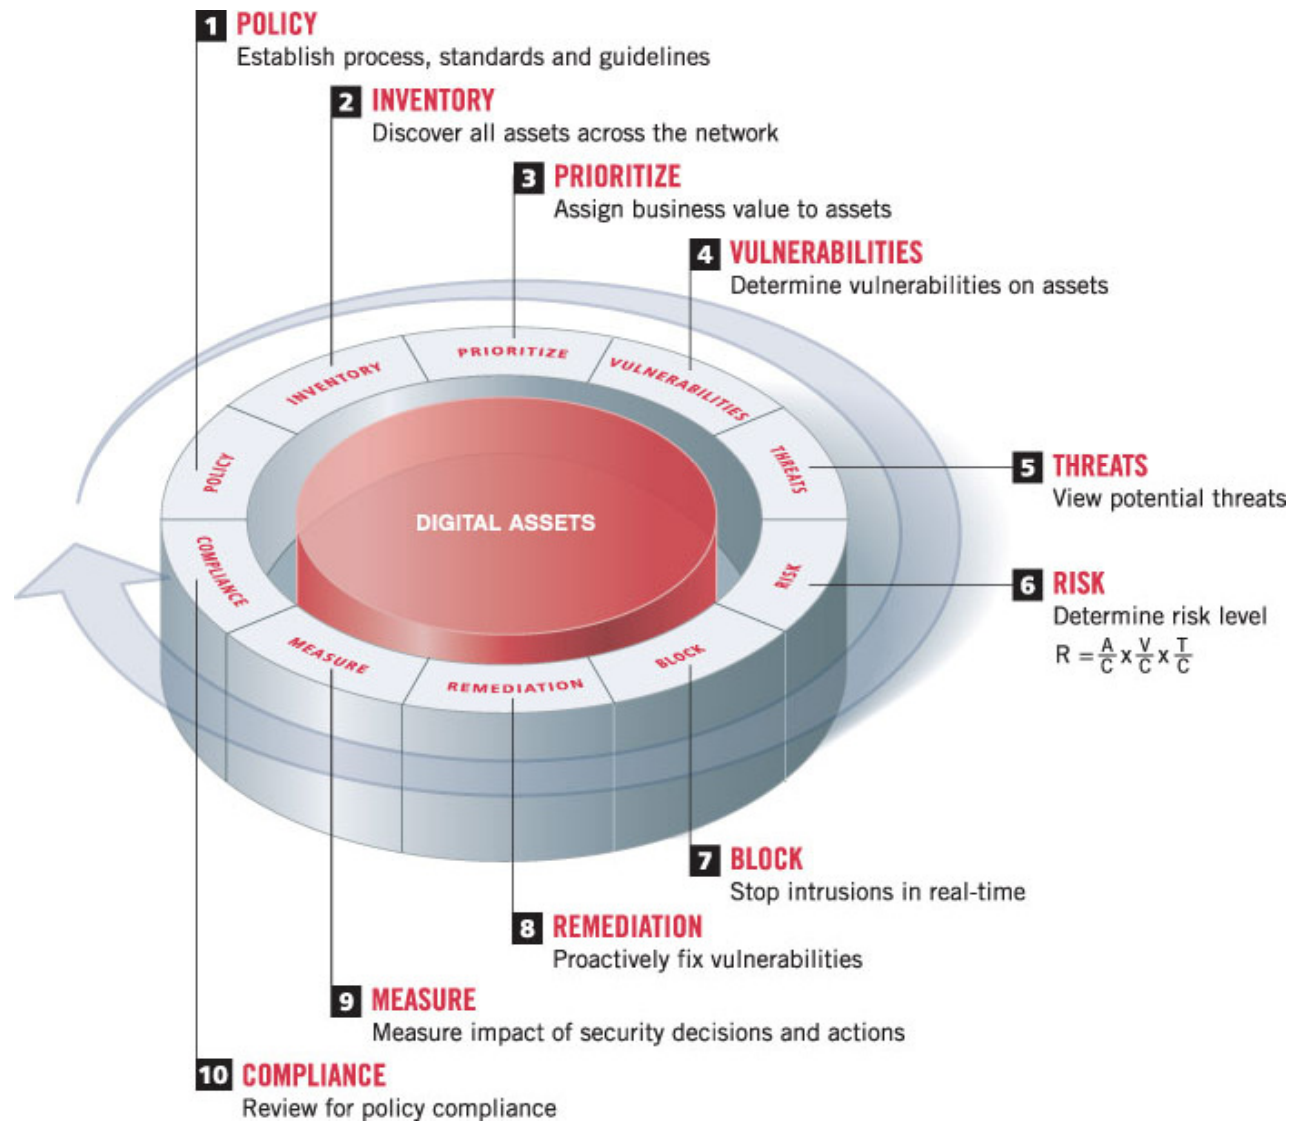 1 POLICY
Establish process, standards and guidelines
2 INVENTORY
Discover all assets across the network
3 PRIORITIZE
Assign business value to assets
4 VULNERABILITIES
Determine vulnerabilities on assets
PRIORITIZE
VULNERABILITIES
INVENTORY
THREATS
POLICY
5 THREATS
View potential threats
DIGITAL ASSETS
COMPLIANCE
RISK
6 RISK
Determine risk level
R = A/C x V/C x T/C
MEASURE
BLOCK
REMEDIATION
7 BLOCK
Stop intrusions in real-time
8 REMEDIATION
Proactively fix vulnerabilities
9 MEASURE
Measure impact of security decisions and actions
10 COMPLIANCE
Review for policy compliance